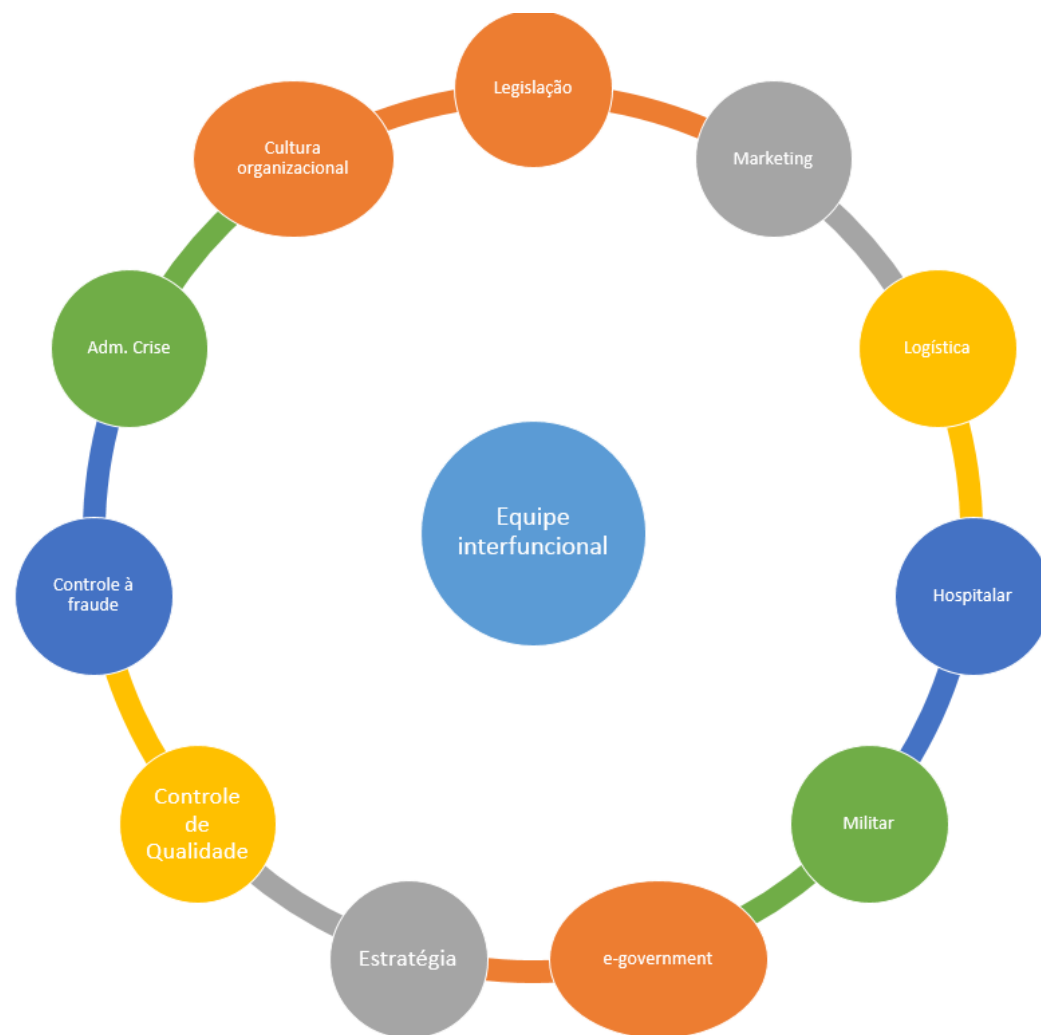 Legislação
Marketing
Logística
Hospitalar
Militar
e-government
Estratégia
Controle
de
Qualidade
Controle à
fraude
Adm. Crise
Cultura
organizacional
Equipe
interfuncional